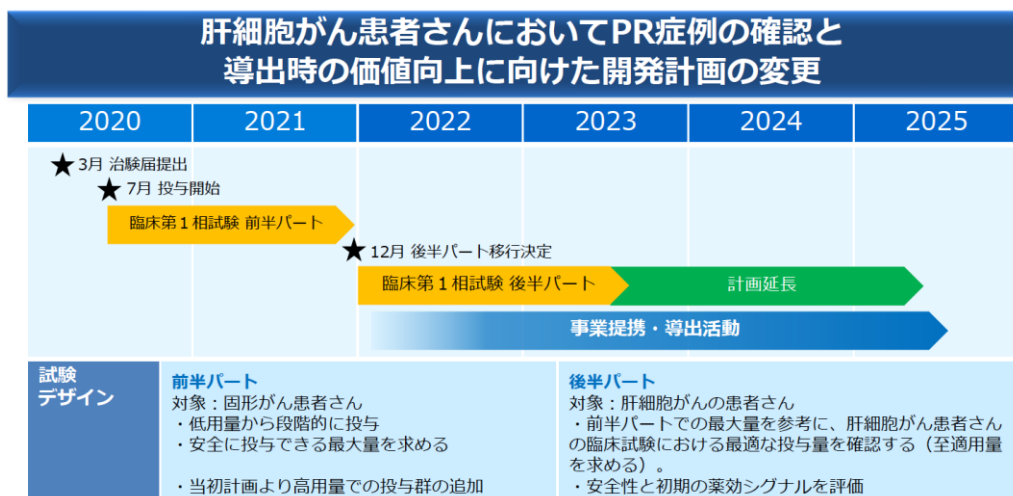 肝細胞がん患者さんにおいてPR症例の確認と
導出時の価値向上に向けた開発計画の変更
2020 2021 2022 2023 2024 2025
★ 3月 治験届提出
★ 7月 投与開始
臨床第1相試験 前半パート
★ 12月 後半パート移行決定
臨床第1相試験 後半パート 計画延長
事業提携・導出活動
試験
デザイン
前半パート
対象：固形がん患者さん
・低用量から段階的に投与
・安全に投与できる最大量を求める
・当初計画より高用量での投与群の追加
後半パート
対象：肝細胞がんの患者さん
・前半パートでの最大量を参考に、肝細胞がん患者さん
の臨床試験における最適な投与量を確認する（至適用量
を求める）。
・安全性と初期の薬効シグナルを評価